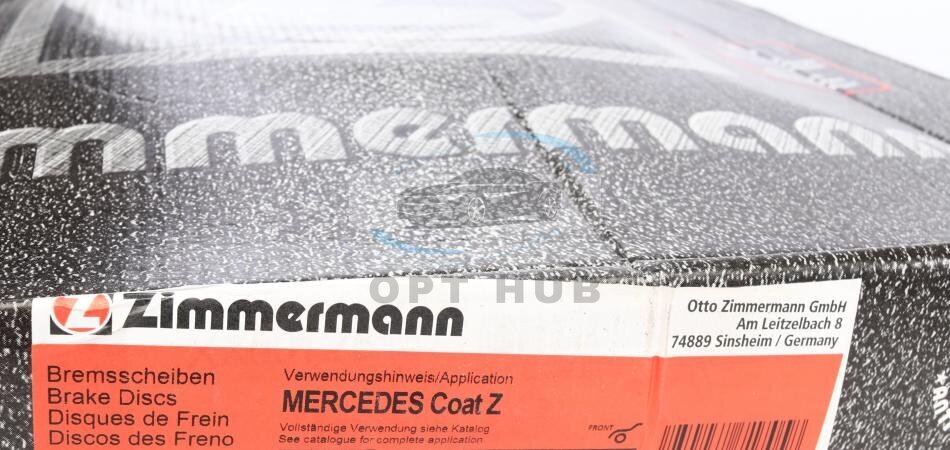 mmermann
OPT HUB
Zimmermann
Otto Zimmermann GmbH
Am Leitzelbach 8
74889 Sinsheim / Germany
Bremsscheiben
Brake Discs
Disques de Frein
Discos des Freno
Verwendungshinweis/Application
MERCEDES Coat Z
Vollständige Verwendung siehe Katalog
See catalogue for complete application
FRONT